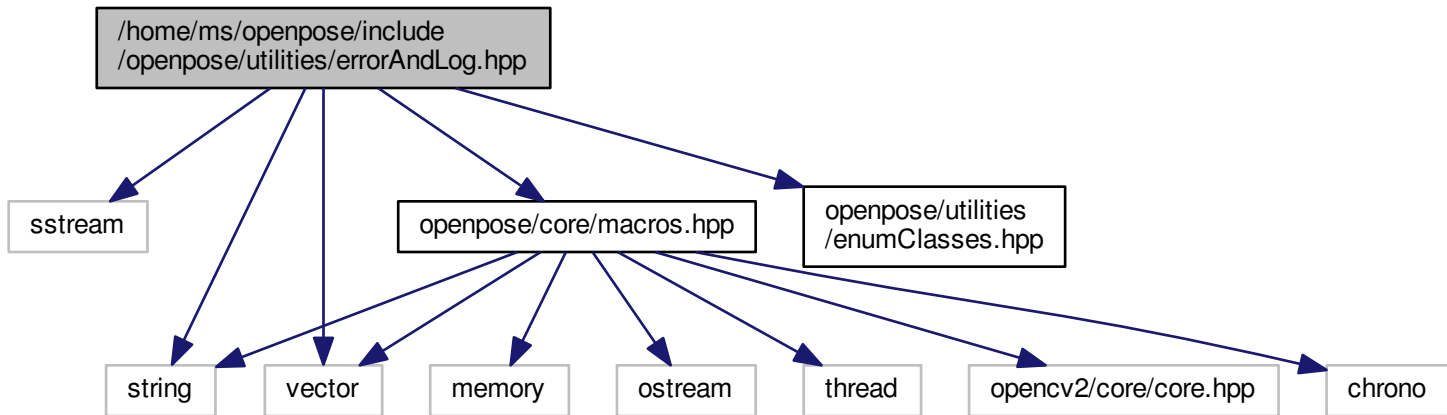 /home/ms/openpose/include
/openpose/utilities/errorAndLog.hpp
sstream
openpose/core/macros.hpp
openpose/utilities
/enumClasses.hpp
string
vector
memory
ostream
thread
opencv2/core/core.hpp
chrono